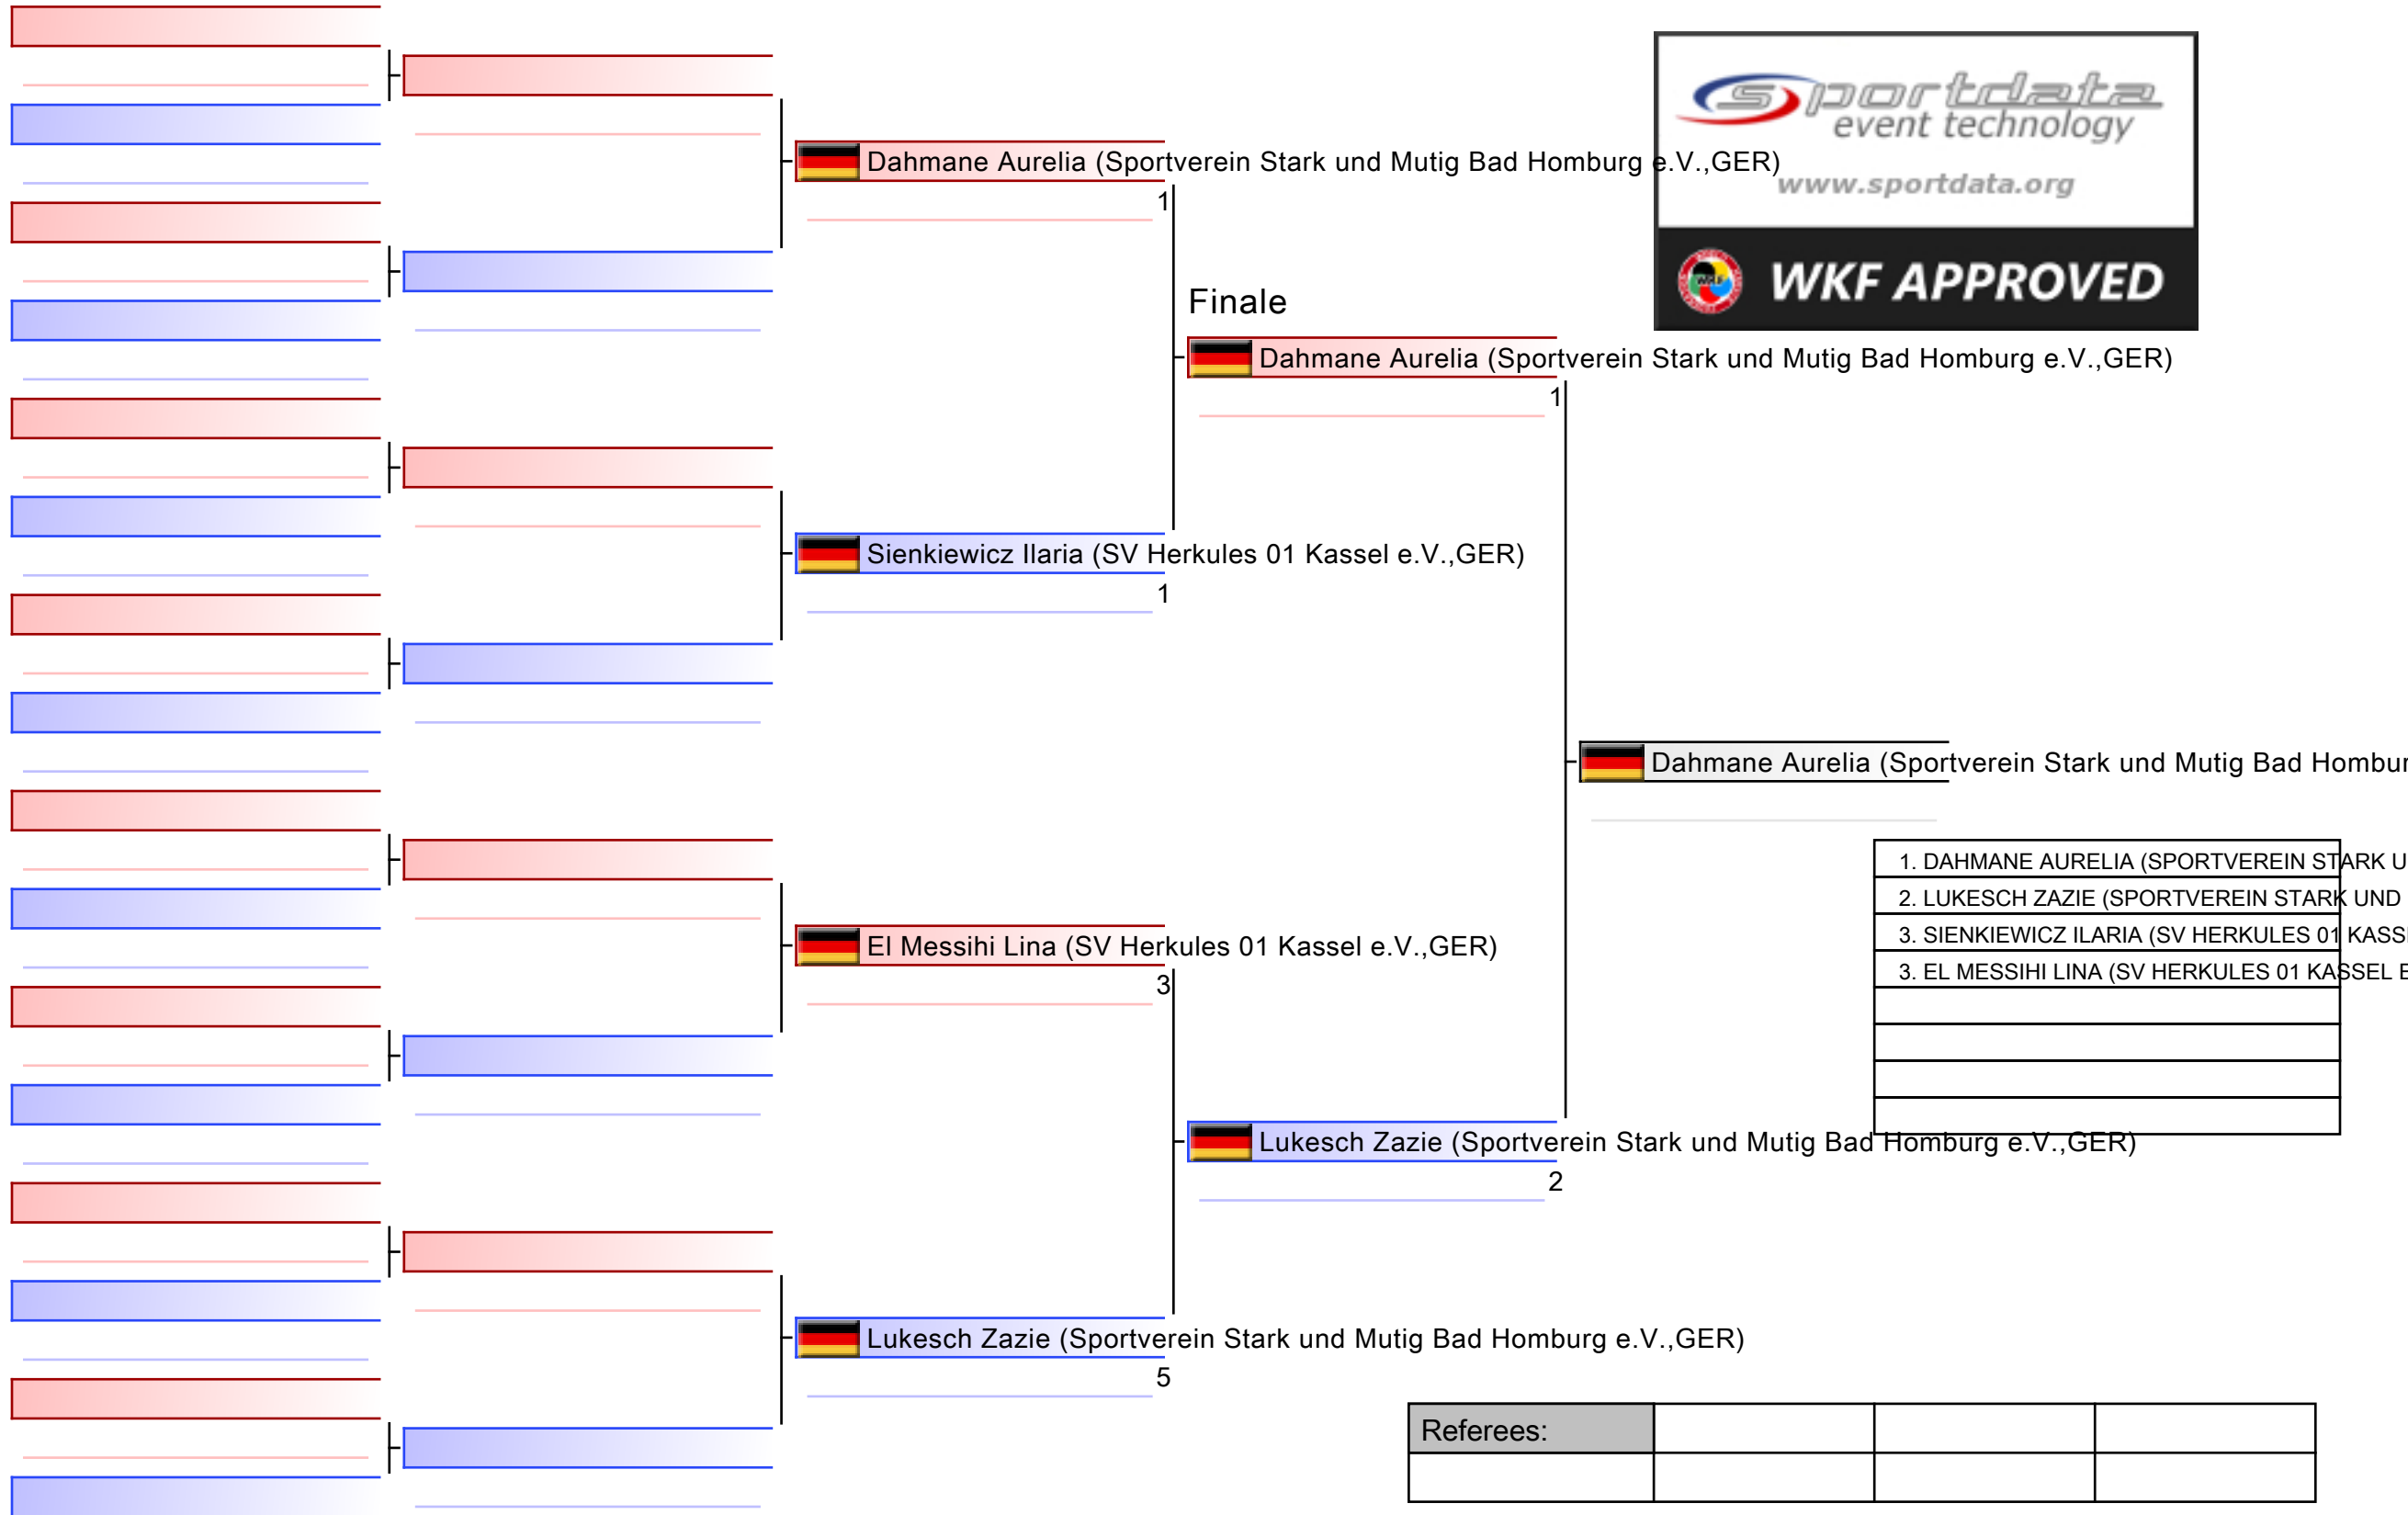 sportdata
event technology
www.sportdata.org
WKF APPROVED
Dahmane Aurelia (Sportverein Stark und Mutig Bad Homburg e.V.,GER)
1
Finale
Dahmane Aurelia (Sportverein Stark und Mutig Bad Homburg e.V.,GER)
1
Sienkiewicz Ilaria (SV Herkules 01 Kassel e.V.,GER)
1
Dahmane Aurelia (Sportverein Stark und Mutig Bad Hombur
1. DAHMANE AURELIA (SPORTVEREIN STARK U
2. LUKESCH ZAZIE (SPORTVEREIN STARK UND
3. SIENKIEWICZ ILARIA (SV HERKULES 01 KASSE
3. EL MESSIHI LINA (SV HERKULES 01 KASSEL E
El Messihi Lina (SV Herkules 01 Kassel e.V.,GER)
3
Lukesch Zazie (Sportverein Stark und Mutig Bad Homburg e.V.,GER)
2
Lukesch Zazie (Sportverein Stark und Mutig Bad Homburg e.V.,GER)
5
Referees: